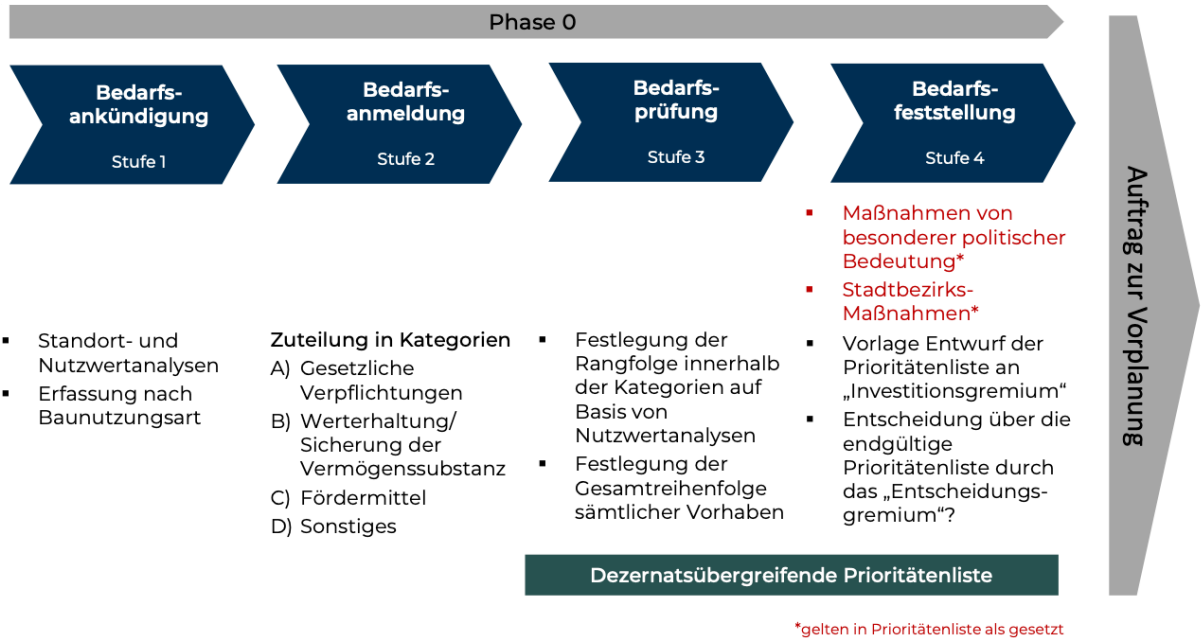 Phase 0
Bedarfs-
ankündigung
Stufe 1
Bedarfs-
anmeldung
Stufe 2
Bedarfs-
prüfung
Stufe 3
Bedarfs-
feststellung
Stufe 4
▪ Standort- und
Nutzwertanalysen
▪ Erfassung nach
Baunutzungsart
Zuteilung in Kategorien
A) Gesetzliche
Verpflichtungen
B) Werterhaltung/
Sicherung der
Vermögenssubstanz
C) Fördermittel
D) Sonstiges
▪ Festlegung der
Rangfolge innerhalb
der Kategorien auf
Basis von
Nutzwertanalysen
▪ Festlegung der
Gesamtreihenfolge
sämtlicher Vorhaben
▪ Maßnahmen von
besonderer politischer
Bedeutung*
▪ Stadtbezirks-
Maßnahmen*
▪ Vorlage Entwurf der
Prioritätenliste an
„Investitionsgremium“
▪ Entscheidung über die
endgültige
Prioritätenliste durch
das „Entscheidungs-
gremium“?
Dezernatsübergreifende Prioritätenliste
*gelten in Prioritätenliste als gesetzt
Auftrag zur Vorplanung